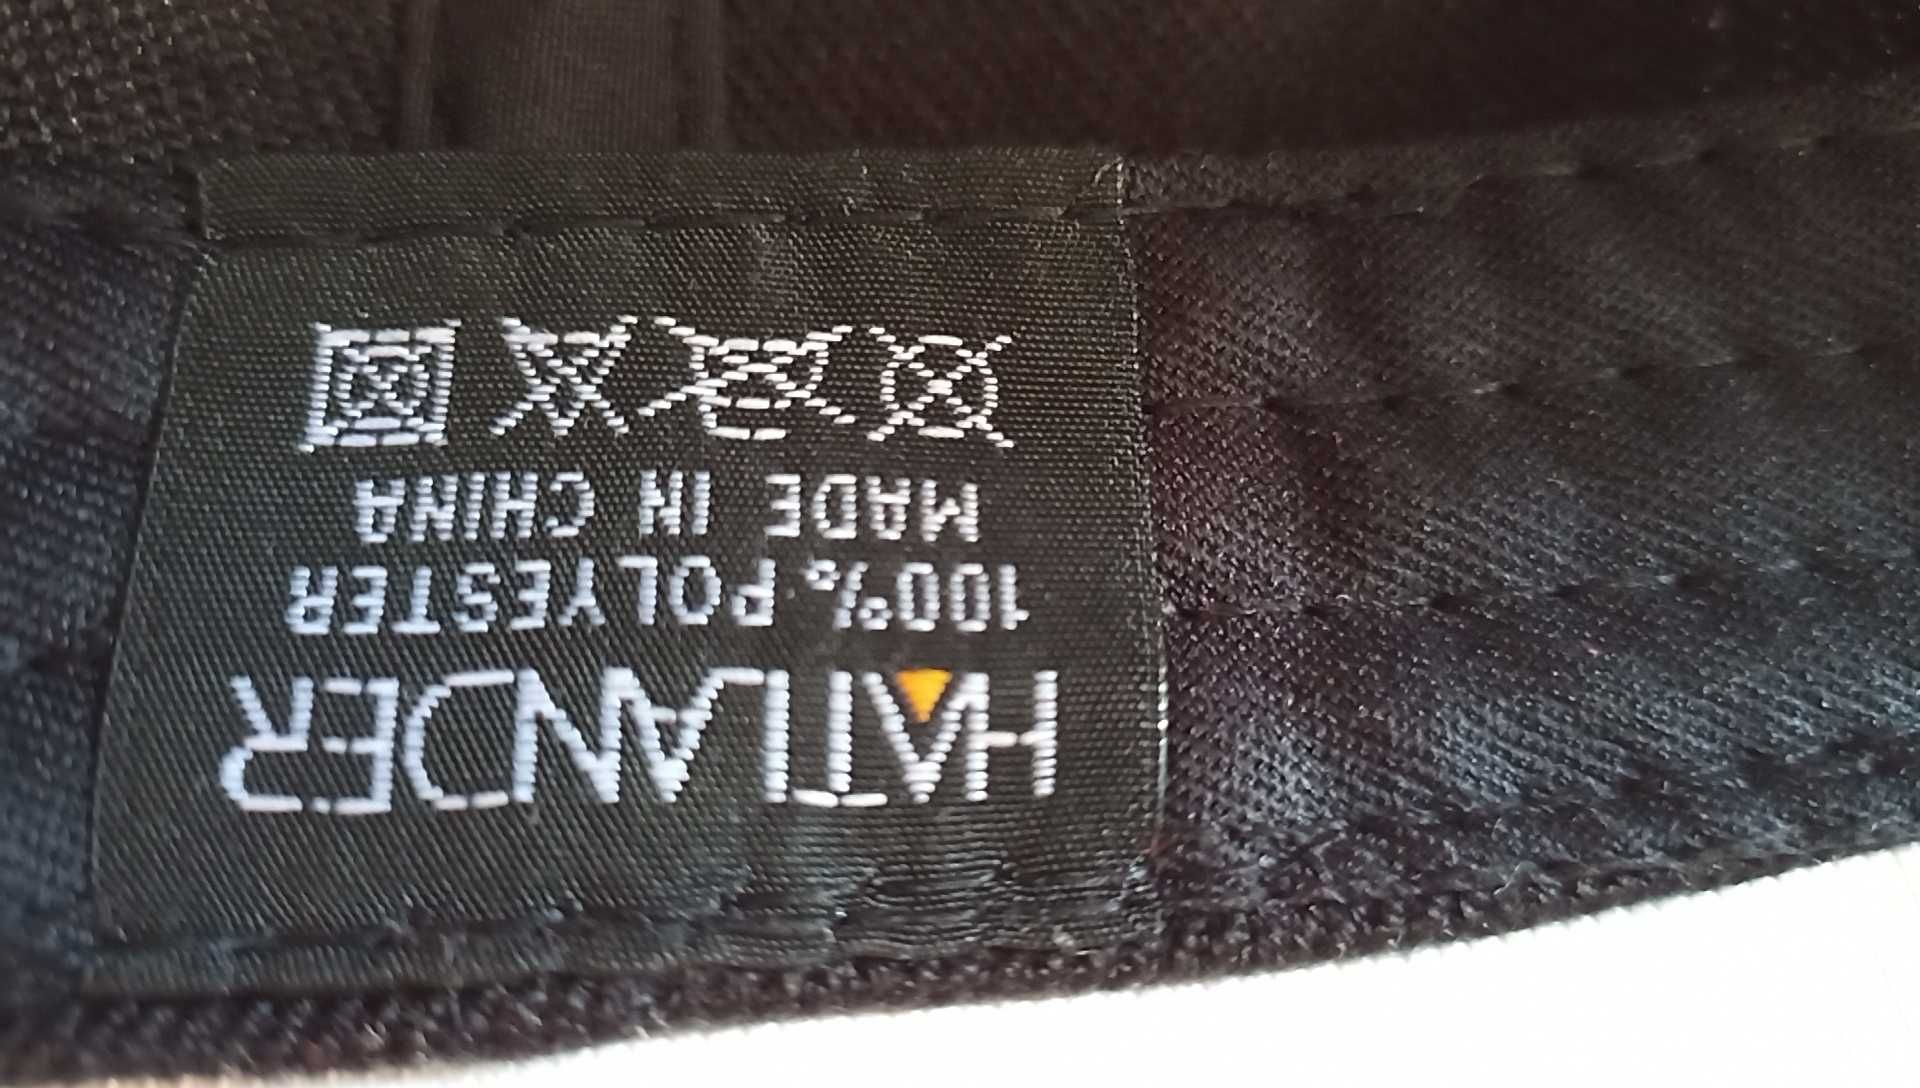 HATLANDER
100% POLYESTER
MADE IN CHINA